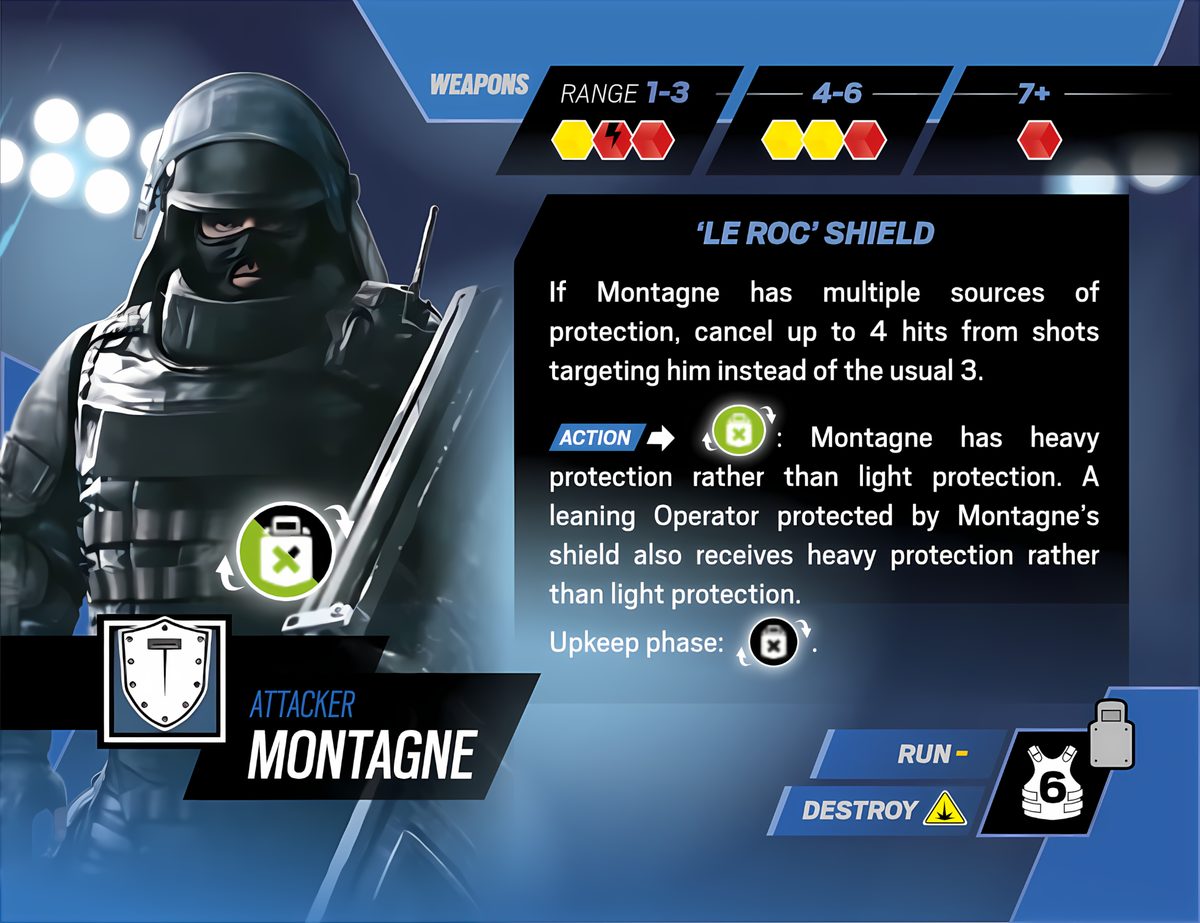 WEAPONS
RANGE 1-3
4-6
7+
‘LE ROC’ SHIELD
If Montagne has multiple sources of
protection, cancel up to 4 hits from shots
targeting him instead of the usual 3.
ACTION : Montagne has heavy
protection rather than light protection. A
leaning Operator protected by Montagne’s
shield also receives heavy protection rather
than light protection.
Upkeep phase: .
ATTACKER
MONTAGNE
RUN -
DESTROY
6